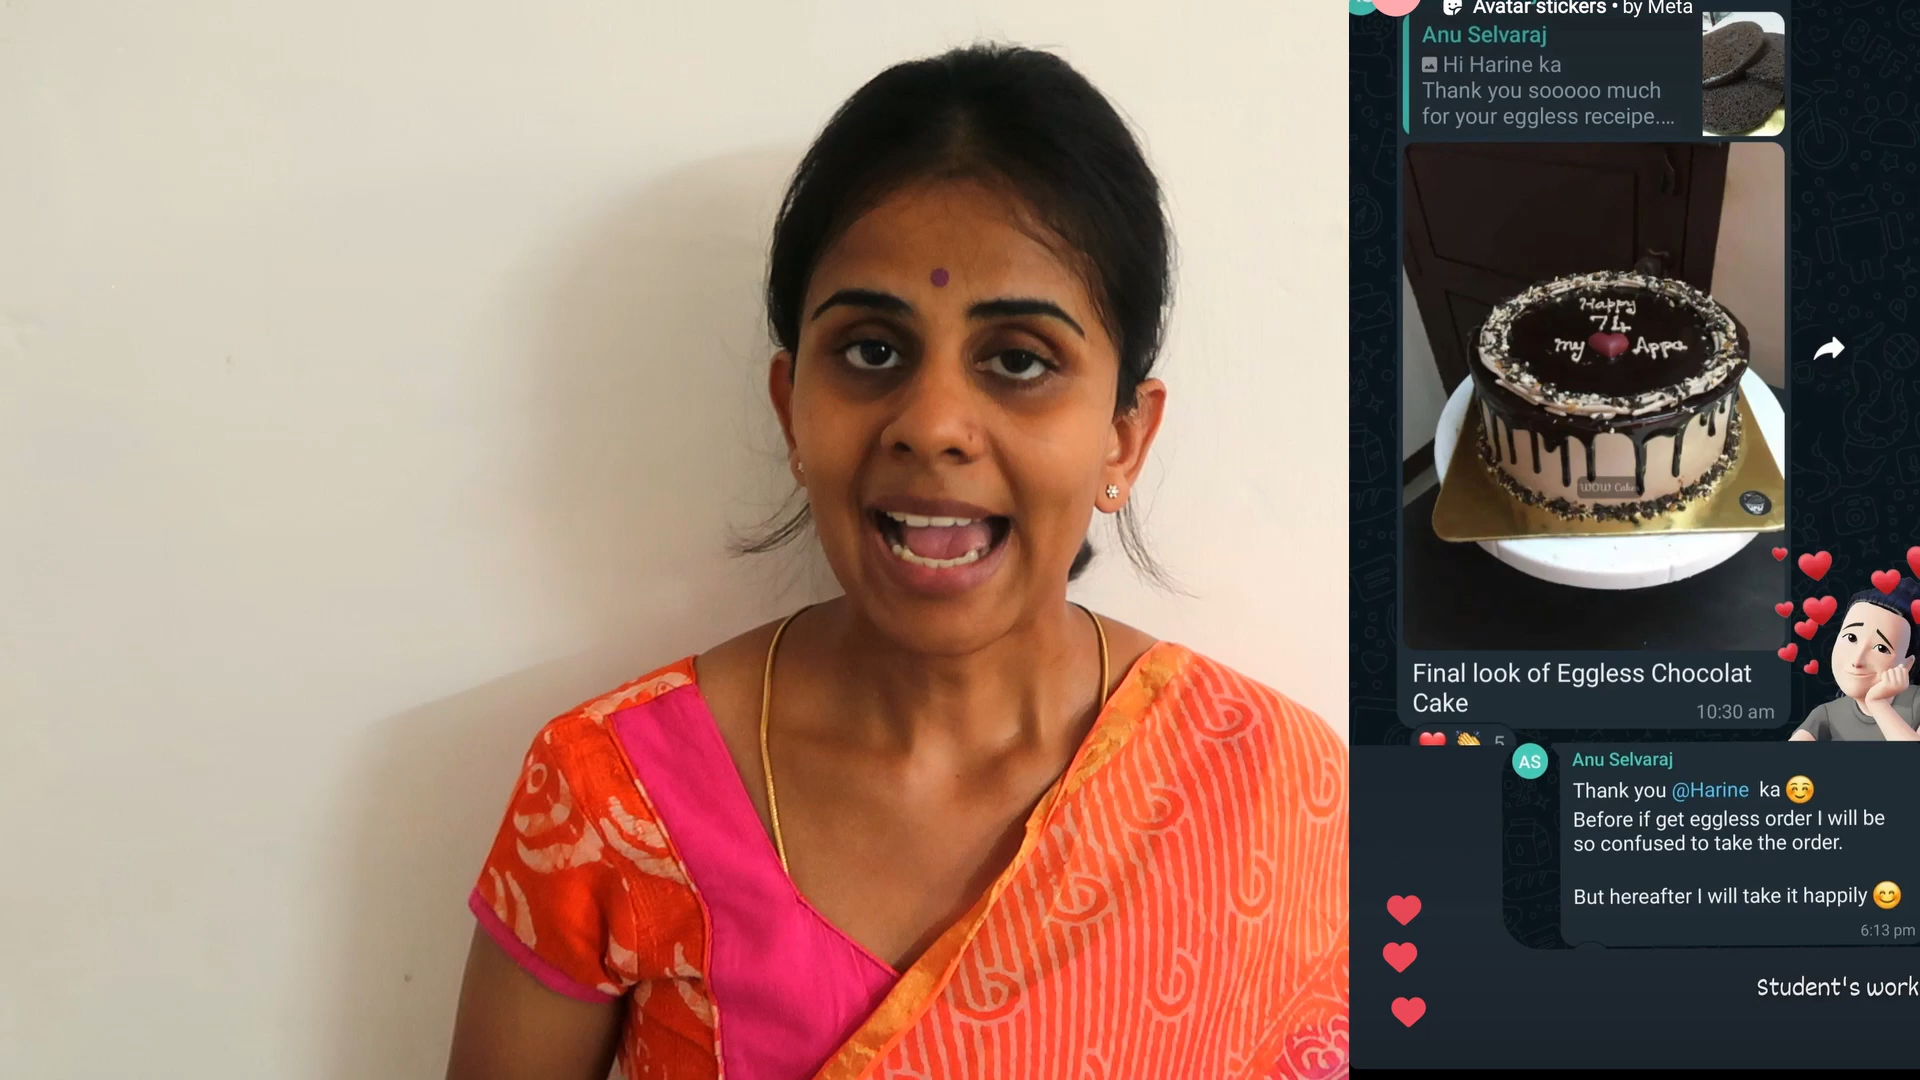 Avatar stickers • by Meta
Anu Selvaraj
Hi Harine ka
Thank you sooooo much
for your eggless receipe....
Happy
74
my Appa
WOW Cake
Final look of Eggless Chocolat
Cake
10:30 am
5
AS
Anu Selvaraj
Thank you @Harine ka
Before if get eggless order I will be
so confused to take the order.
But hereafter I will take it happily
6:13 pm
Student's work